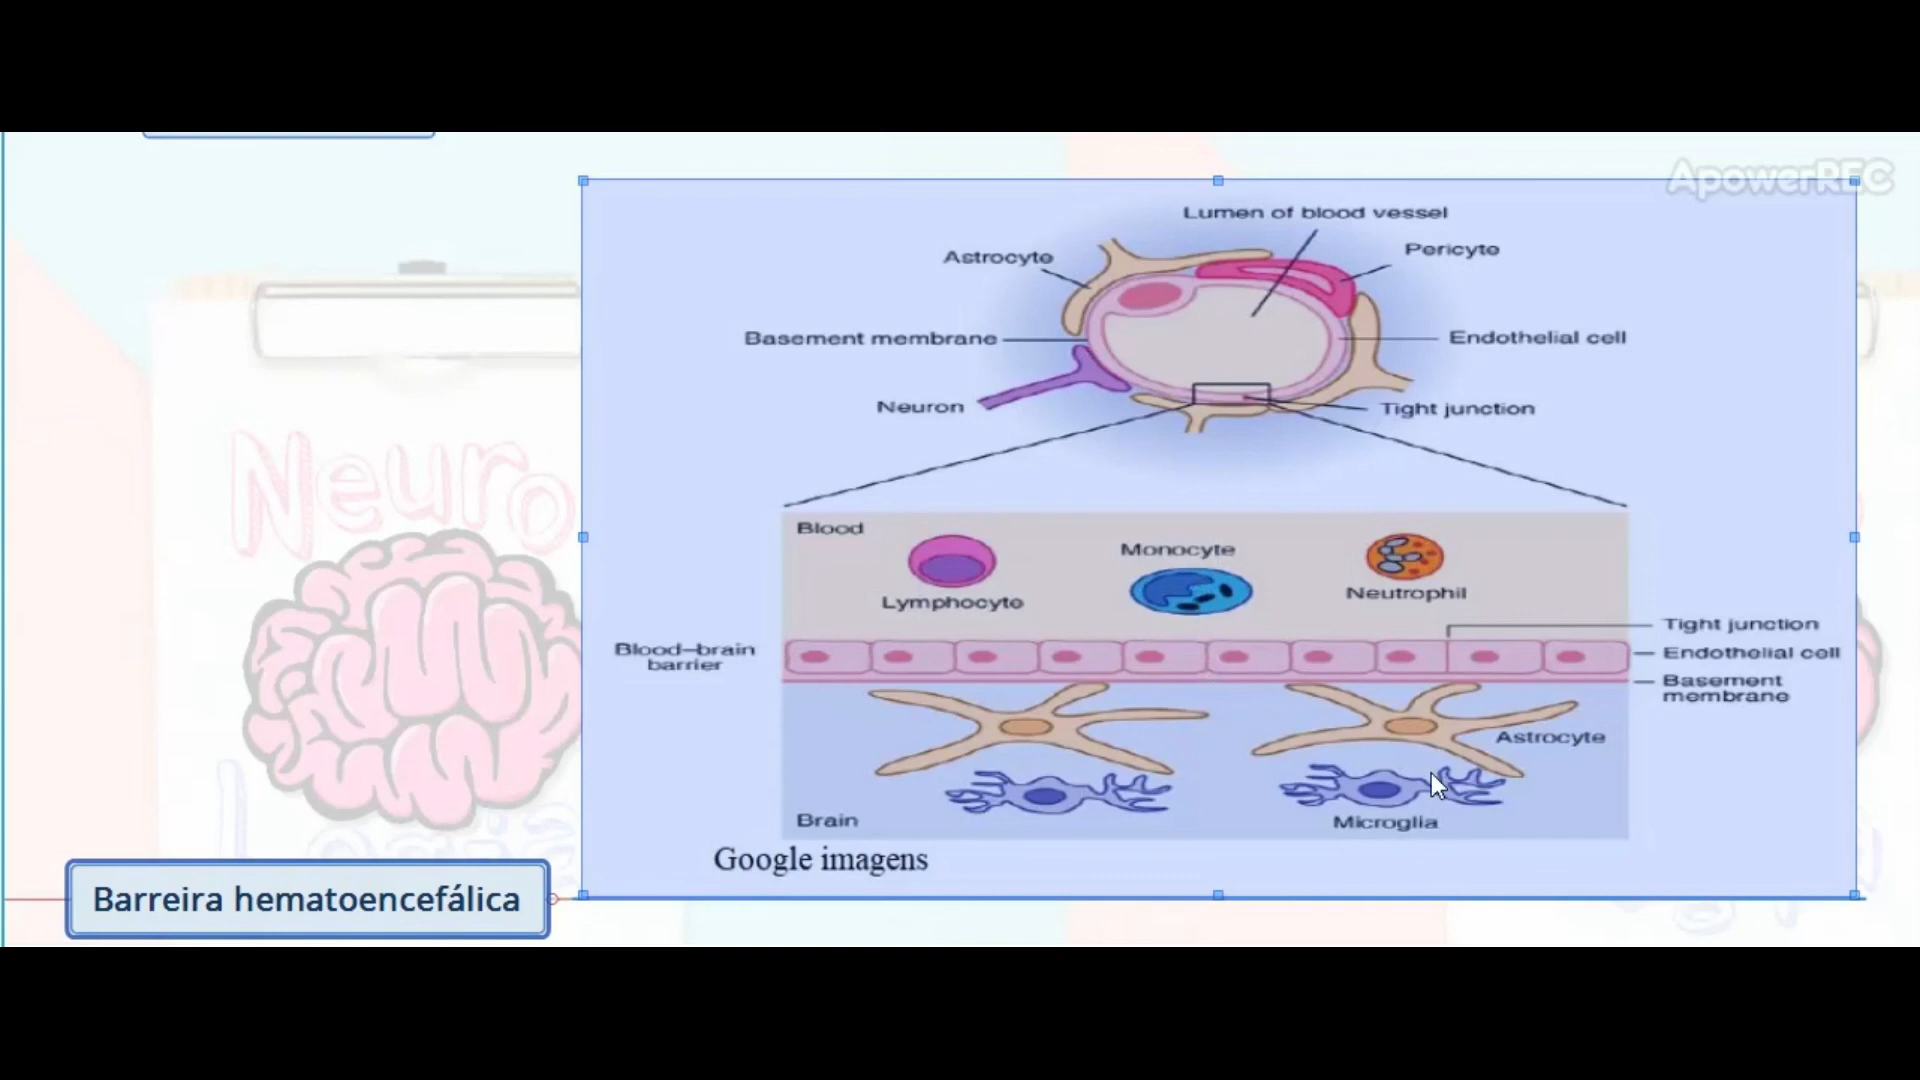 ApowerREC
Lumen of blood vessel
Astrocyte
Pericyte
Basement membrane
Endothelial cell
Neuron
Tight junction
Neuro
Blood
Monocyte
Lymphocyte
Neutrophil
Tight junction
Blood–brain
barrier
Endothelial cell
Basement
membrane
Astrocyte
Brain
Microglia
Google imagens
Barreira hematoencefálica